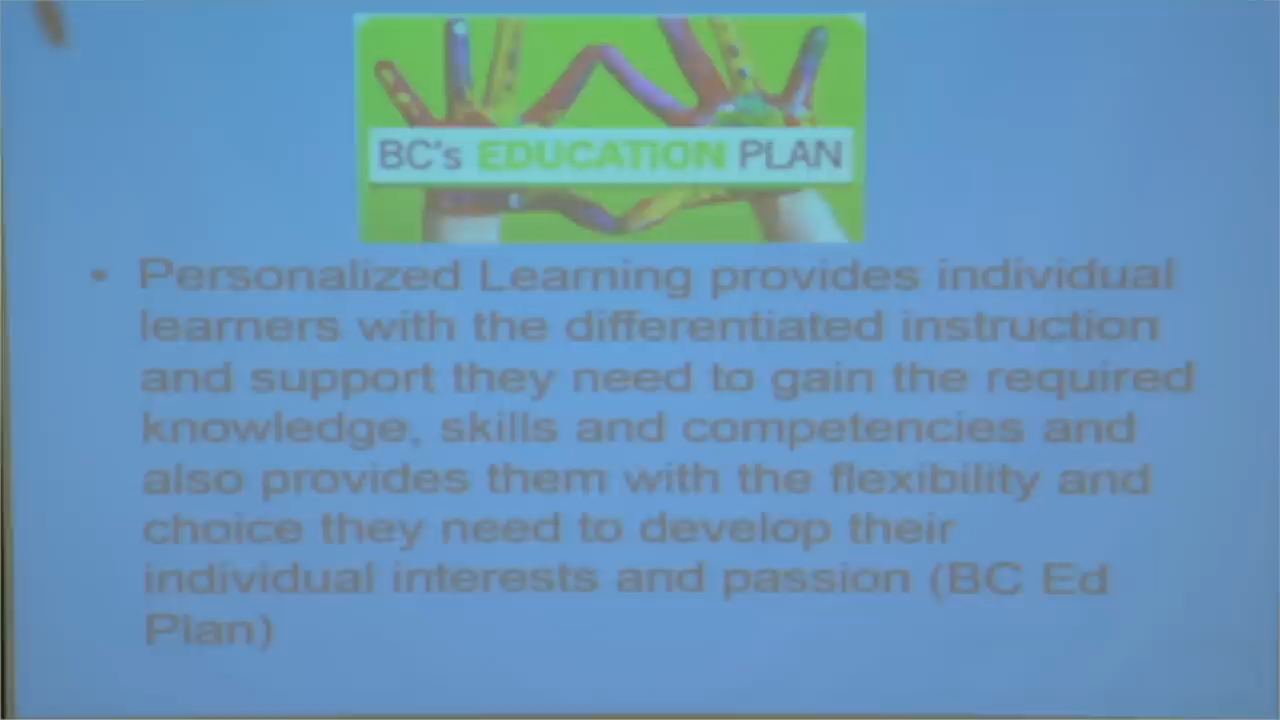 BC's EDUCATION PLAN
• Personalized Learning provides individual
learners with the differentiated instruction
and support they need to gain the required
knowledge, skills and competencies and
also provides them with the flexibility and
choice they need to develop their
individual interests and passion (BC Ed
Plan)